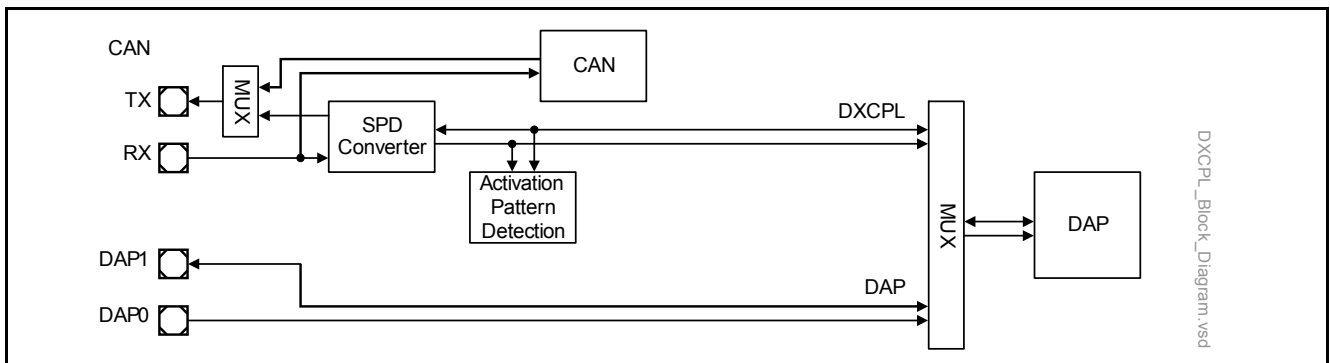 CAN
CAN
MUX
TX
DXCPL
SPD
Converter
RX
Activation
Pattern
Detection
MUX
DAP
DAP1
DAP
DAP0
DXCPL_Block_Diagram.vsd